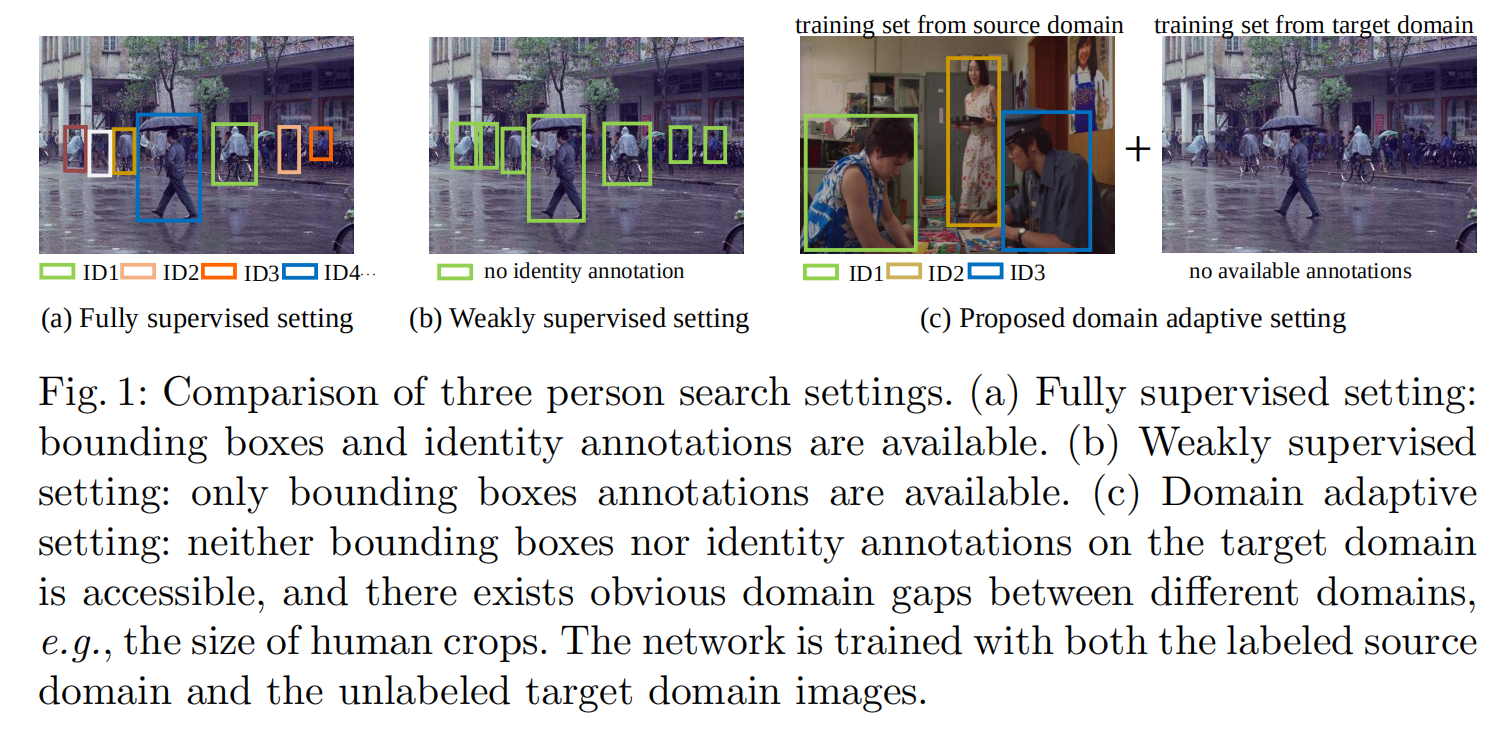 training set from source domain training set from target domain
+
ID1 ID2 ID3 ID4...
no identity annotation
ID1 ID2 ID3
no available annotations
(a) Fully supervised setting
(b) Weakly supervised setting
(c) Proposed domain adaptive setting
Fig. 1: Comparison of three person search settings. (a) Fully supervised setting:
bounding boxes and identity annotations are available. (b) Weakly supervised
setting: only bounding boxes annotations are available. (c) Domain adaptive
setting: neither bounding boxes nor identity annotations on the target domain
is accessible, and there exists obvious domain gaps between different domains,
e.g., the size of human crops. The network is trained with both the labeled source
domain and the unlabeled target domain images.